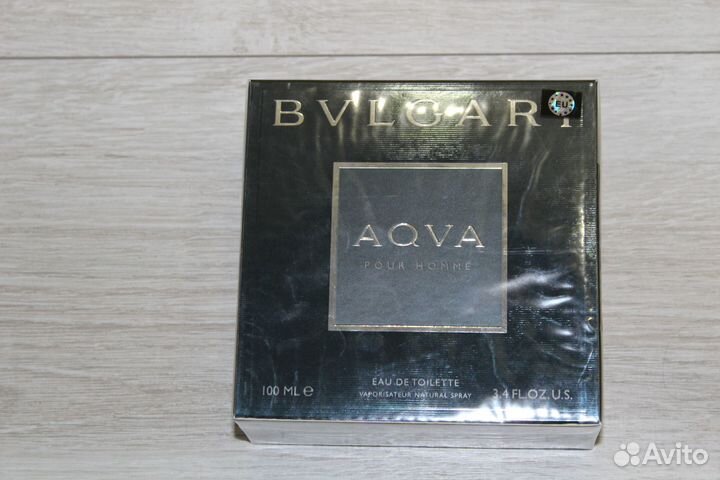 BVLGARI
EU
AQVA
POUR HOMME
EAU DE TOILETTE
100 ML e VAPORISATEUR NATURAL SPRAY 3.4 FL.OZ. U.S.
Avito